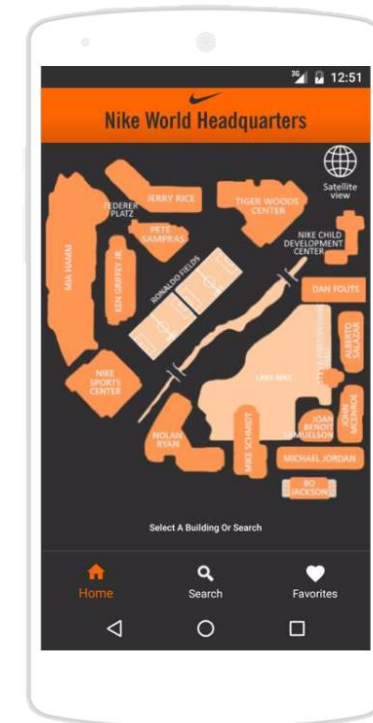 3G 12:51
Nike World Headquarters
Satellite
view
JERRY RICE
FEDERER
PLATZ
TIGER WOODS
CENTER
PETE
SAMPRAS
NIKE CHILD
DEVELOPMENT
CENTER
MIA HAMM
KEN GRIFFEY JR.
RONALDO FIELDS
DAN FOUTS
ALBERTO
SALAZAR
NIKE
SPORTS
CENTER
LAKE NIKE
JOHN
MCENROE
JOAN
BENOIT
SAMUELSON
NOLAN
RYAN
MIKE SCHMIDT
MICHAEL JORDAN
BO
JACKSON
Select A Building Or Search
Home
Search
Favorites